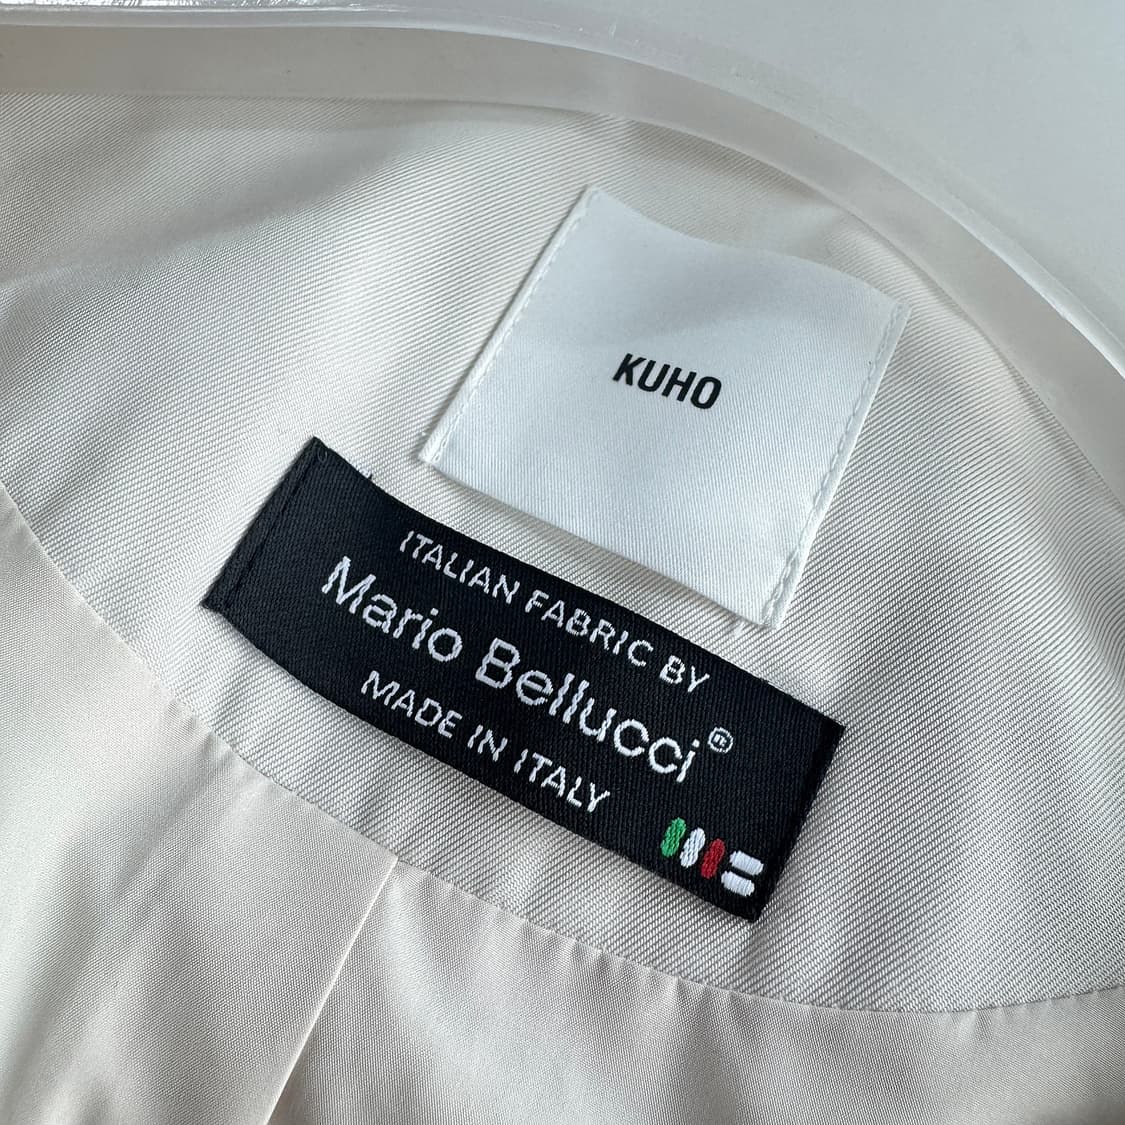 KUHO
ITALIAN FABRIC BY
Mario Bellucci®
MADE IN ITALY